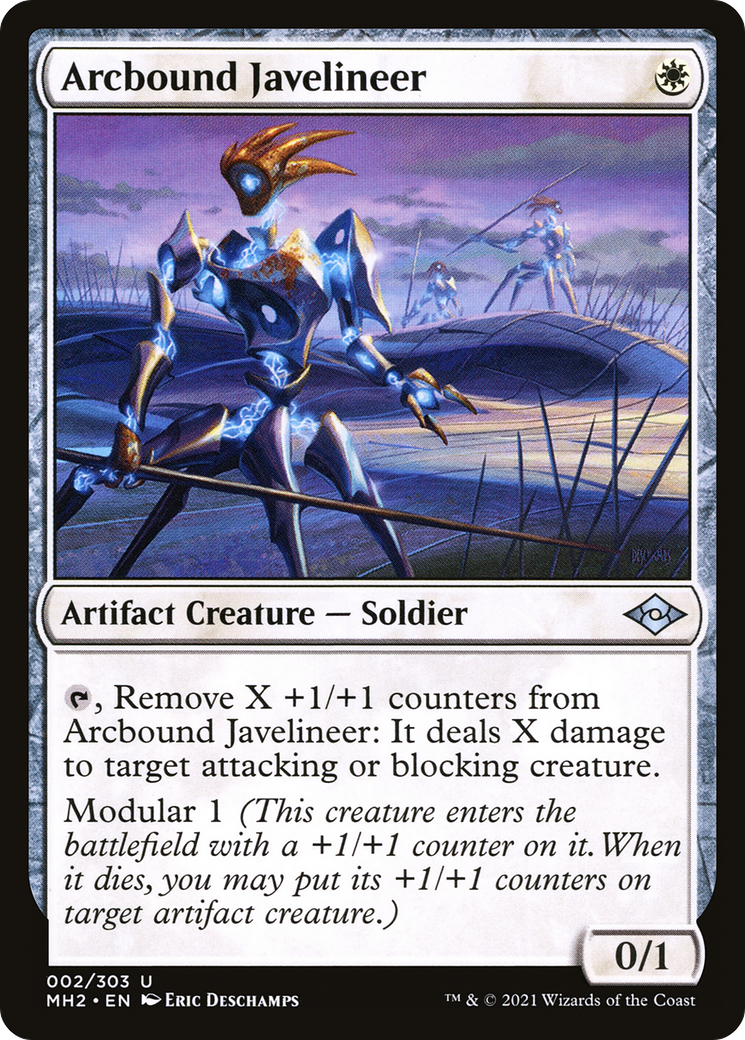 Arcbound Javelineer
Artifact Creature — Soldier
, Remove X +1/+1 counters from
Arcbound Javelineer: It deals X damage
to target attacking or blocking creature.
Modular 1 (This creature enters the
battlefield with a +1/+1 counter on it. When
it dies, you may put its +1/+1 counters on
target artifact creature.)
0/1
002/303 U
MH2 • EN Eric Deschamps
™ & © 2021 Wizards of the Coast